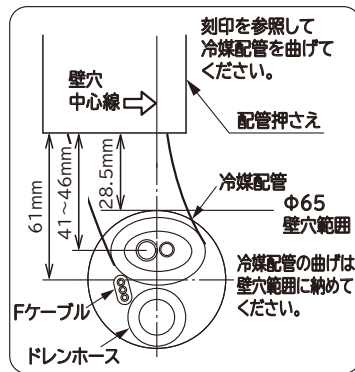 刻印を参照して
冷媒配管を曲げて
ください。
壁穴
中心線
配管押さえ
61mm
41～46mm
28.5mm
冷媒配管
Φ65
壁穴範囲
冷媒配管の曲げは
壁穴範囲に納めて
ください。
Fケーブル
ドレンホース